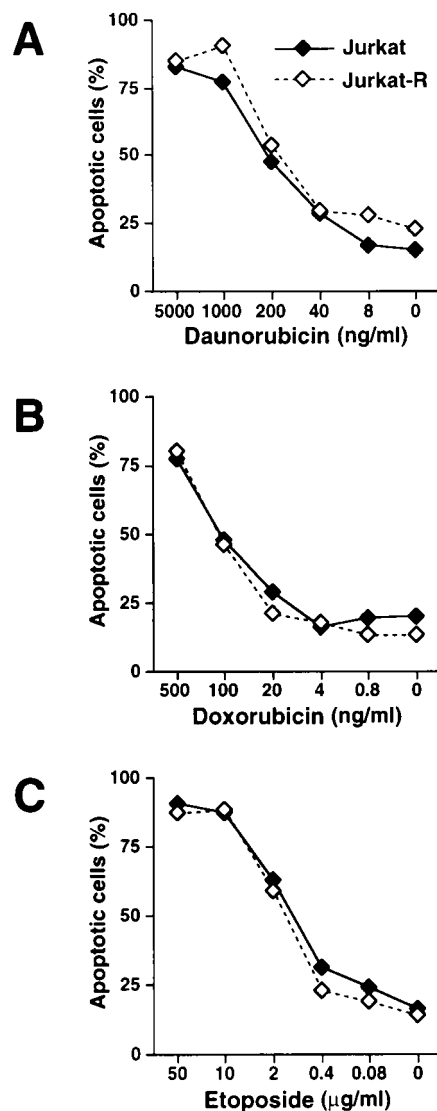 A
Apoptotic cells (%)
100
75
50
25
0
Jurkat
Jurkat-R
5000 1000 200 40 8 0
Daunorubicin (ng/ml)
B
Apoptotic cells (%)
100
75
50
25
0
500 100 20 4 0.8 0
Doxorubicin (ng/ml)
C
Apoptotic cells (%)
100
75
50
25
0
50 10 2 0.4 0.08 0
Etoposide (μg/ml)